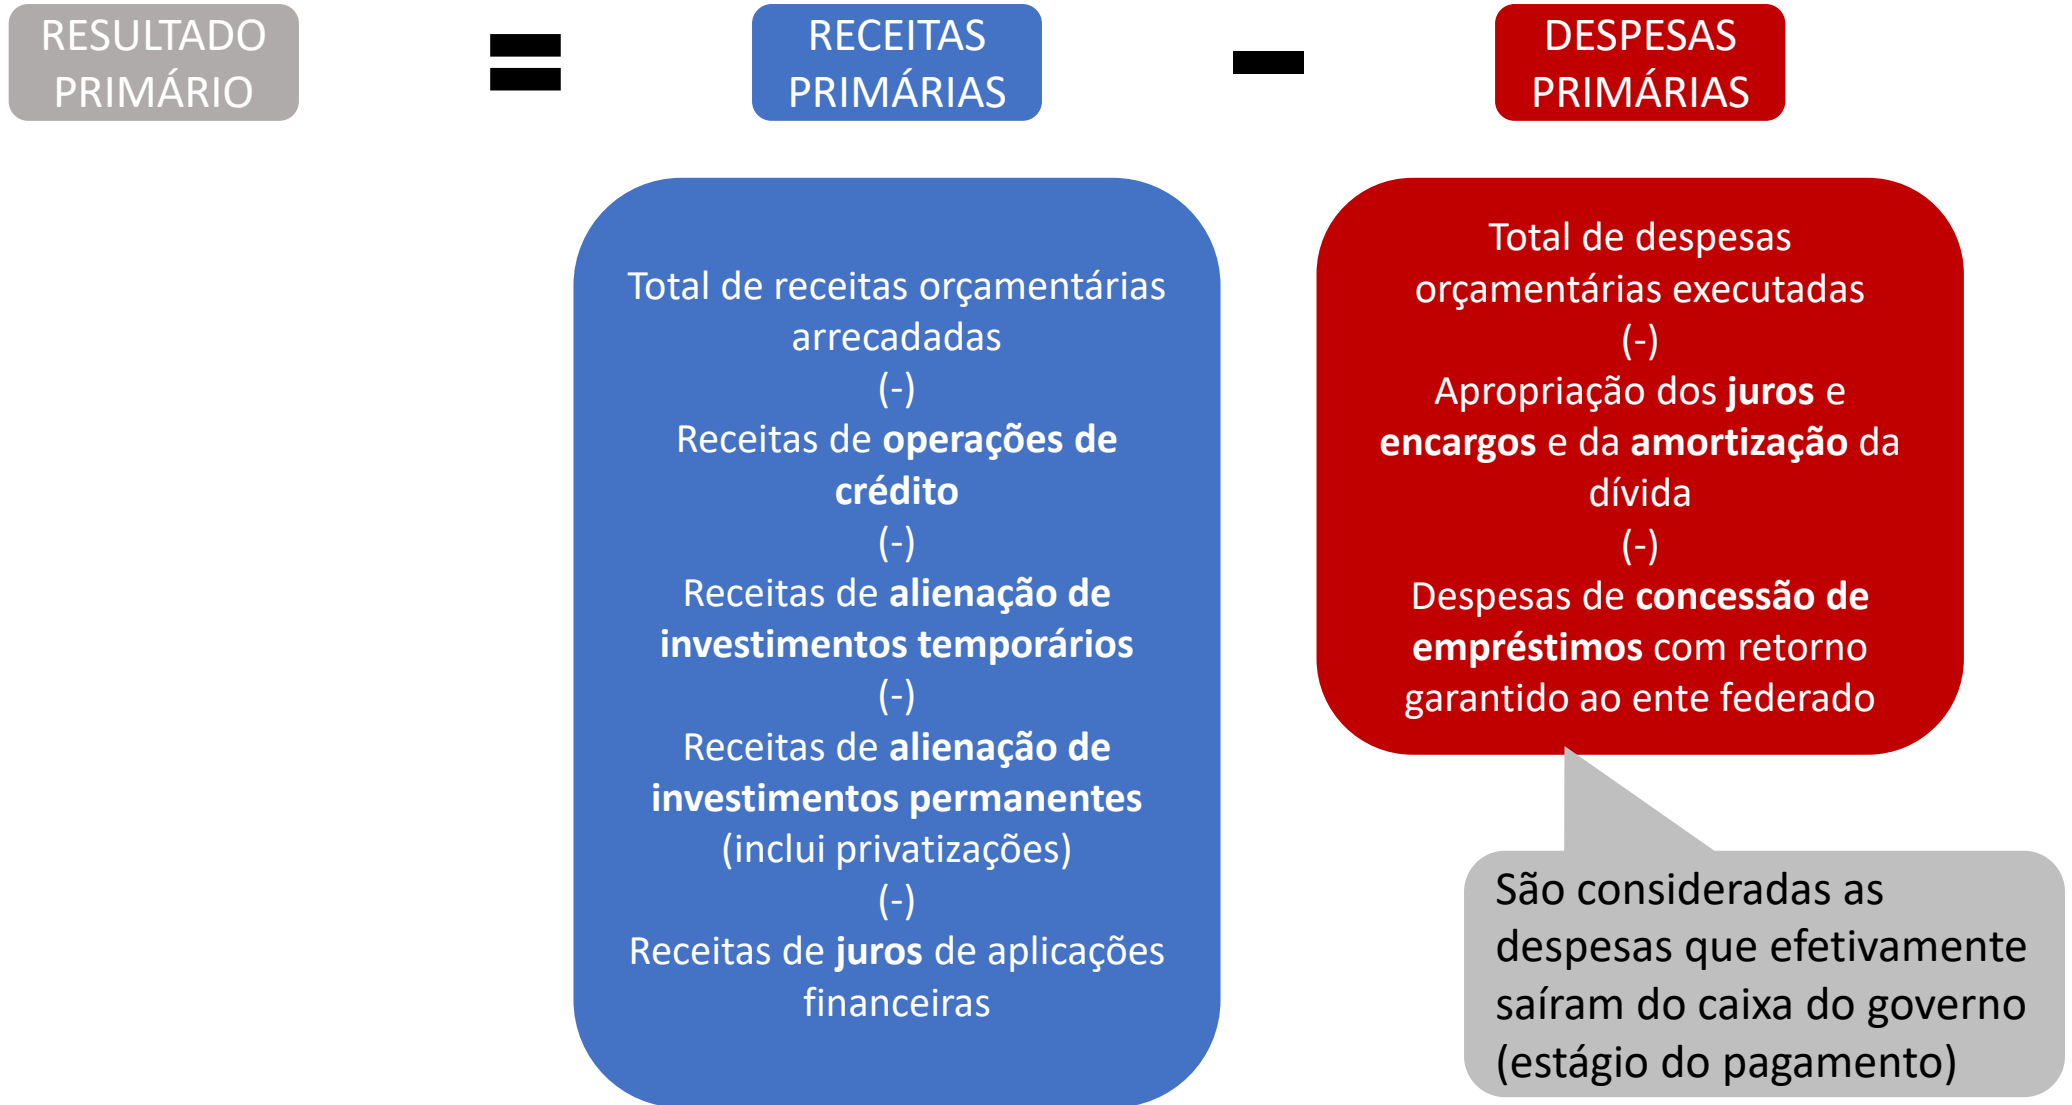 RESULTADO
PRIMÁRIO
=
RECEITAS
PRIMÁRIAS
-
DESPESAS
PRIMÁRIAS
Total de receitas orçamentárias
arrecadadas
(-)
Receitas de operações de
crédito
(-)
Receitas de alienação de
investimentos temporários
(-)
Receitas de alienação de
investimentos permanentes
(inclui privatizações)
(-)
Receitas de juros de aplicações
financeiras
Total de despesas
orçamentárias executadas
(-)
Apropriação dos juros e
encargos e da amortização da
dívida
(-)
Despesas de concessão de
empréstimos com retorno
garantido ao ente federado
São consideradas as
despesas que efetivamente
saíram do caixa do governo
(estágio do pagamento)